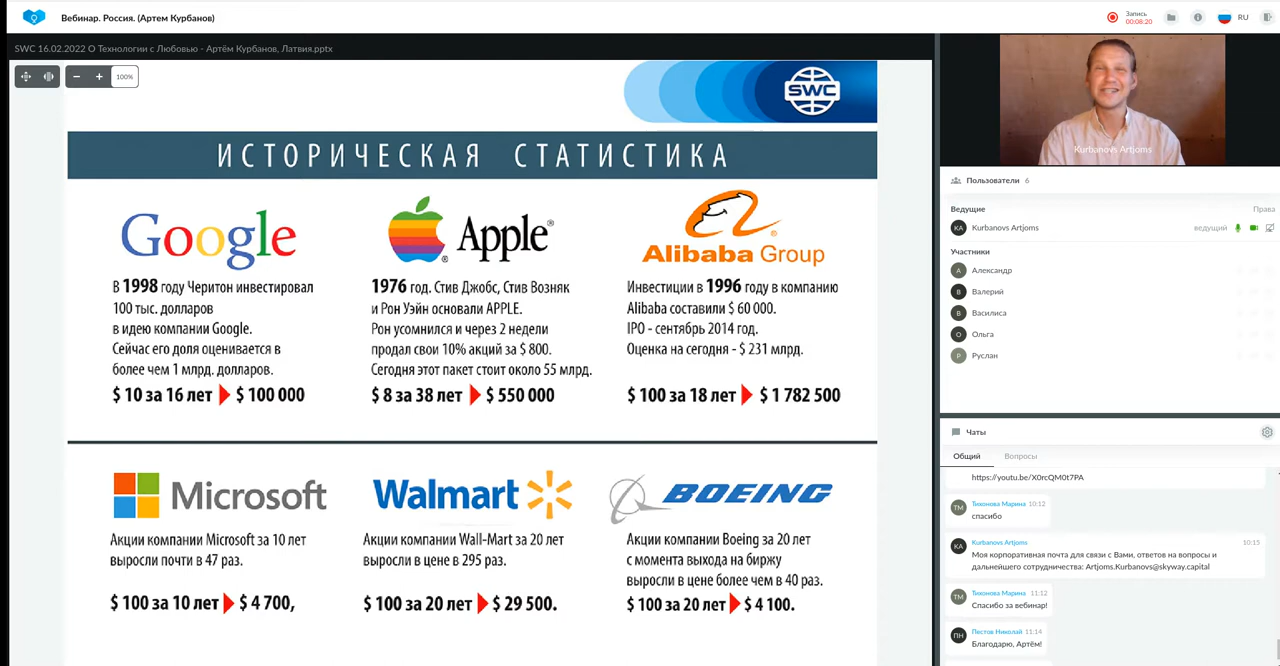 Вебинар. Россия. (Артем Курбанов)
Запись
00:08:20
RU
SWC 16.02.2022 О Технологии с Любовью - Артём Курбанов, Латвия.pptx
100%
SWC
ИСТОРИЧЕСКАЯ СТАТИСТИКА
Google
В 1998 году Черитон инвестировал
100 тыс. долларов
в идею компании Google.
Сейчас его доля оценивается в
более чем 1 млрд. долларов.
$ 10 за 16 лет $ 100 000
Apple®
1976 год. Стив Джобс, Стив Возняк
и Рон Уэйн основали APPLE.
Рон усомнился и через 2 недели
продал свои 10% акций за $ 800.
Сегодня этот пакет стоит около 55 млрд.
$ 8 за 38 лет $ 550 000
Alibaba Group
Инвестиции в 1996 году в компанию
Alibaba составили $ 60 000.
IPO - сентябрь 2014 год.
Оценка на сегодня - $ 231 млрд.
$ 100 за 18 лет $ 1 782 500
Microsoft
Акции компании Microsoft за 10 лет
выросли почти в 47 раз.
$ 100 за 10 лет $ 4 700,
Walmart
Акции компании Wall-Mart за 20 лет
выросли в цене в 295 раз.
$ 100 за 20 лет $ 29 500.
BOEING
Акции компании Boeing за 20 лет
с момента выхода на биржу
выросли в цене более чем в 40 раз.
$ 100 за 20 лет $ 4 100.
Kurbanovs Artjoms
Пользователи 6
Ведущие Права
KA Kurbanovs Artjoms ведущий
Участники
А Александр
В Валерий
В Василиса
О Ольга
Р Руслан
Чаты
Общий Вопросы
https://youtu.be/X0rcQM0t7PA
ТМ Тихонова Марина 10:12
спасибо
KA Kurbanovs Artjoms 10:15
Моя корпоративная почта для связи с Вами, ответов на вопросы и
дальнейшего сотрудничества: Artjoms.Kurbanovs@skyway.capital
ТМ Тихонова Марина 11:12
Спасибо за вебинар!
ПН Пестов Николай 11:14
Благодарю, Артём!